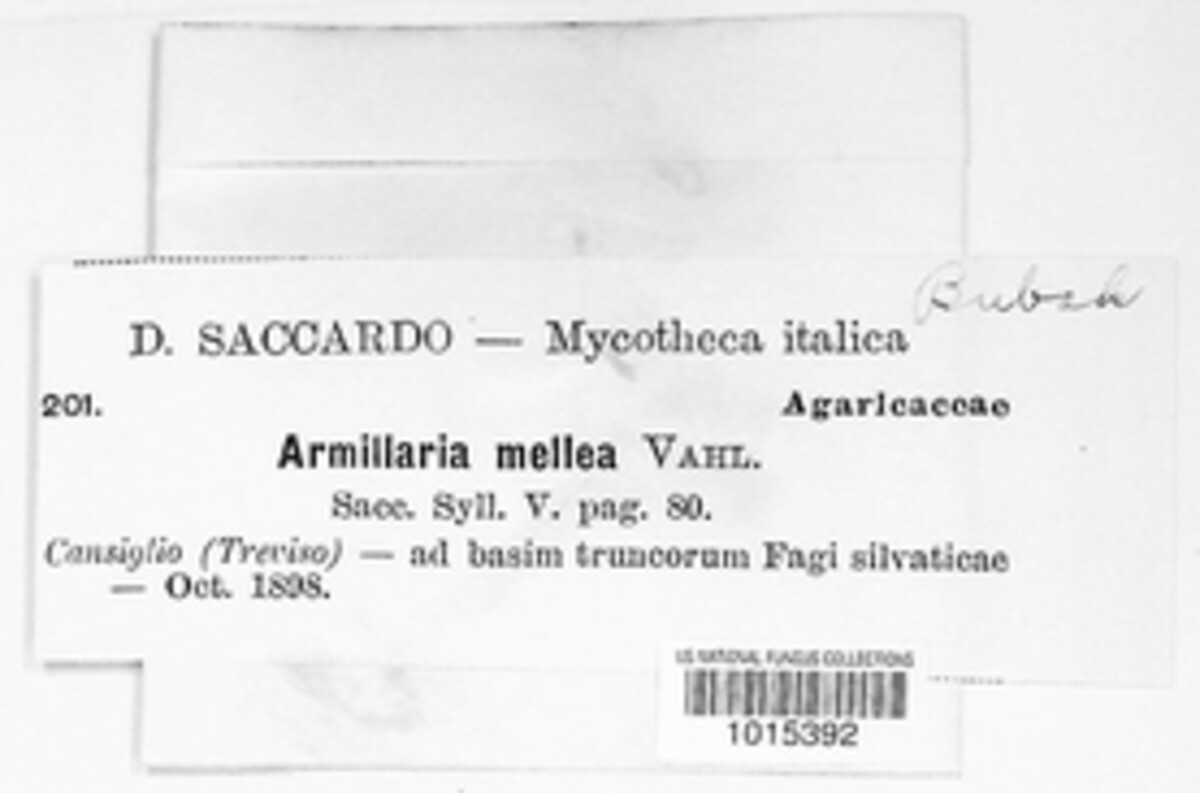 Bubák
D. SACCARDO — Mycotheca italica
201.
Agaricaceae
Armillaria mellea VAHL.
Sacc. Syll. V. pag. 80.
Cansiglio (Treviso) — ad basim truncorum Fagi silvaticae
— Oct. 1898.
US NATIONAL FUNGUS COLLECTIONS
1015392